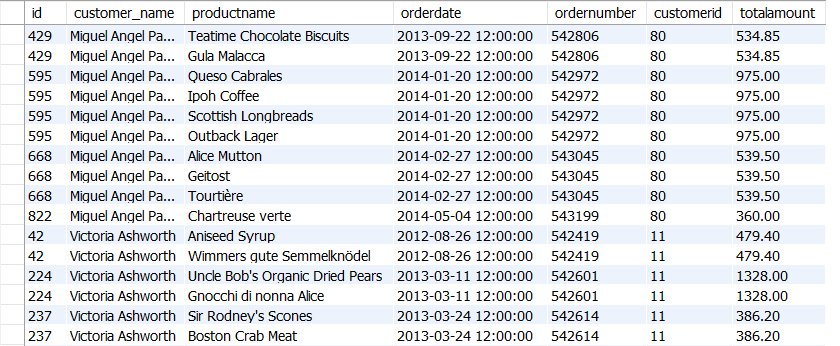 id customer_name productname orderdate ordernumber customerid totalamount
429 Miguel Angel Pa... Teatime Chocolate Biscuits 2013-09-22 12:00:00 542806 80 534.85
429 Miguel Angel Pa... Gula Malacca 2013-09-22 12:00:00 542806 80 534.85
595 Miguel Angel Pa... Queso Cabrales 2014-01-20 12:00:00 542972 80 975.00
595 Miguel Angel Pa... Ipoh Coffee 2014-01-20 12:00:00 542972 80 975.00
595 Miguel Angel Pa... Scottish Longbreads 2014-01-20 12:00:00 542972 80 975.00
595 Miguel Angel Pa... Outback Lager 2014-01-20 12:00:00 542972 80 975.00
668 Miguel Angel Pa... Alice Mutton 2014-02-27 12:00:00 543045 80 539.50
668 Miguel Angel Pa... Geitost 2014-02-27 12:00:00 543045 80 539.50
668 Miguel Angel Pa... Tourtière 2014-02-27 12:00:00 543045 80 539.50
822 Miguel Angel Pa... Chartreuse verte 2014-05-04 12:00:00 543199 80 360.00
42 Victoria Ashworth Aniseed Syrup 2012-08-26 12:00:00 542419 11 479.40
42 Victoria Ashworth Wimmers gute Semmelknödel 2012-08-26 12:00:00 542419 11 479.40
224 Victoria Ashworth Uncle Bob's Organic Dried Pears 2013-03-11 12:00:00 542601 11 1328.00
224 Victoria Ashworth Gnocchi di nonna Alice 2013-03-11 12:00:00 542601 11 1328.00
237 Victoria Ashworth Sir Rodney's Scones 2013-03-24 12:00:00 542614 11 386.20
237 Victoria Ashworth Boston Crab Meat 2013-03-24 12:00:00 542614 11 386.20